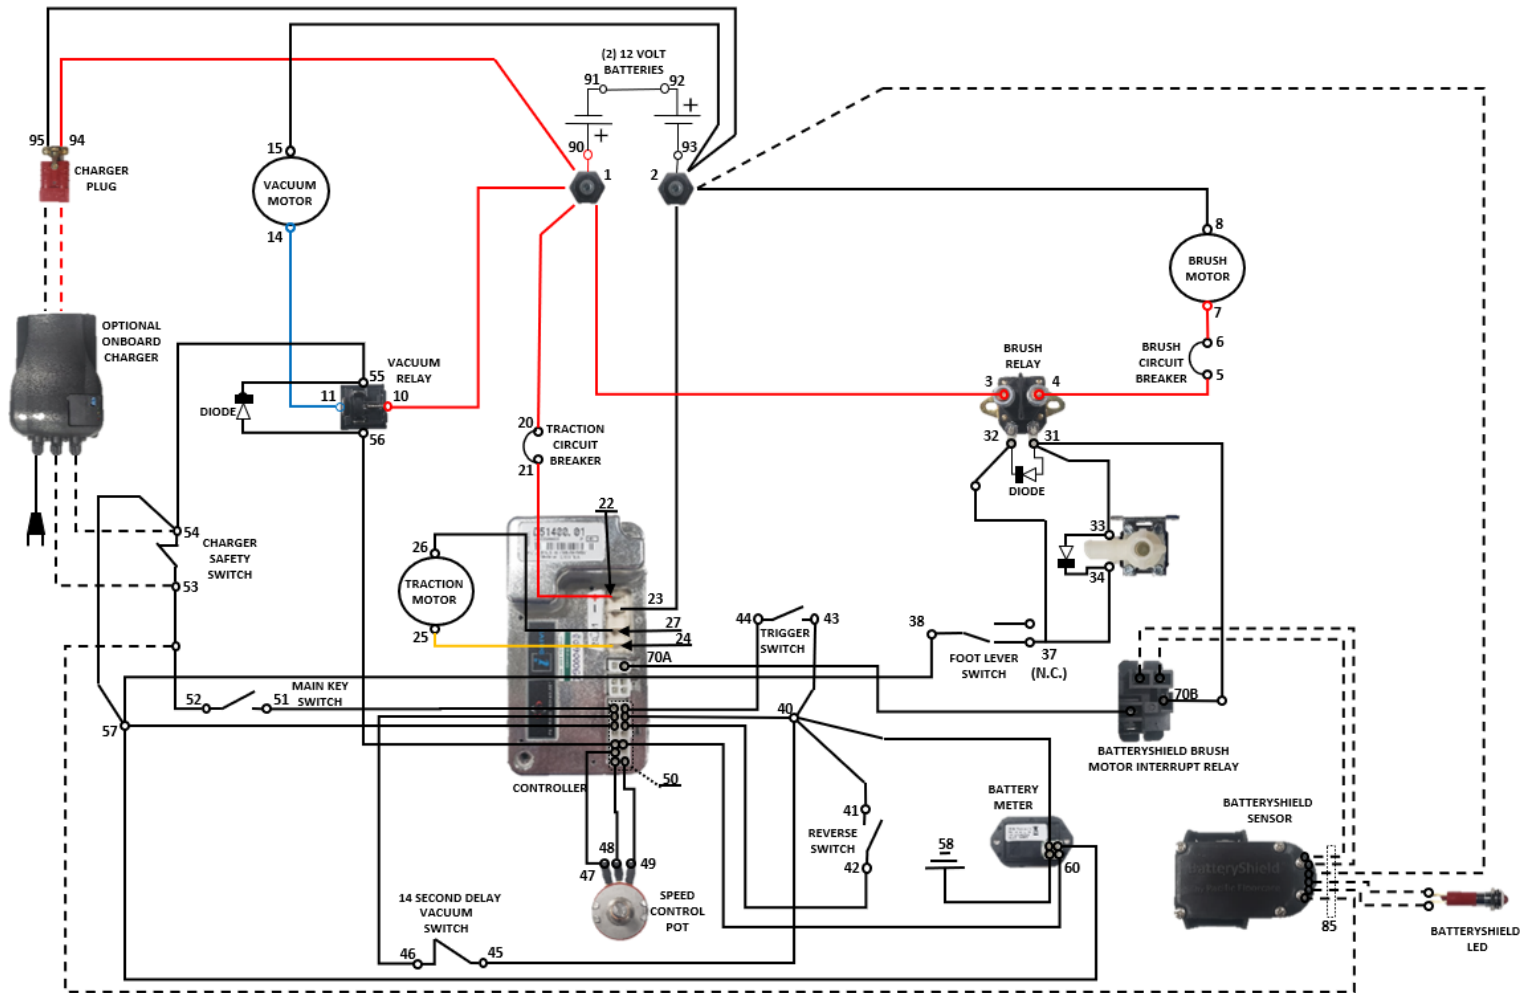 (2) 12 VOLT
BATTERIES
91
92
+
+
90
93
1
2
95
94
CHARGER
PLUG
15
VACUUM
MOTOR
14
8
BRUSH
MOTOR
7
6
BRUSH
CIRCUIT
BREAKER
5
OPTIONAL
ONBOARD
CHARGER
VACUUM
RELAY
55
11
10
DIODE
56
BRUSH
RELAY
3
4
32
31
DIODE
20
TRACTION
CIRCUIT
BREAKER
21
22
33
34
54
CHARGER
SAFETY
SWITCH
53
26
TRACTION
MOTOR
25
23
27
24
70A
44
43
TRIGGER
SWITCH
38
FOOT LEVER
SWITCH
37
(N.C.)
70B
BATTERYSHIELD BRUSH
MOTOR INTERRUPT RELAY
52
51
MAIN KEY
SWITCH
57
40
50
CONTROLLER
41
REVERSE
SWITCH
42
BATTERY
METER
58
60
BATTERYSHIELD
SENSOR
BatteryShield
85
BATTERYSHIELD
LED
48
47
49
SPEED
CONTROL
POT
14 SECOND DELAY
VACUUM
SWITCH
46
45